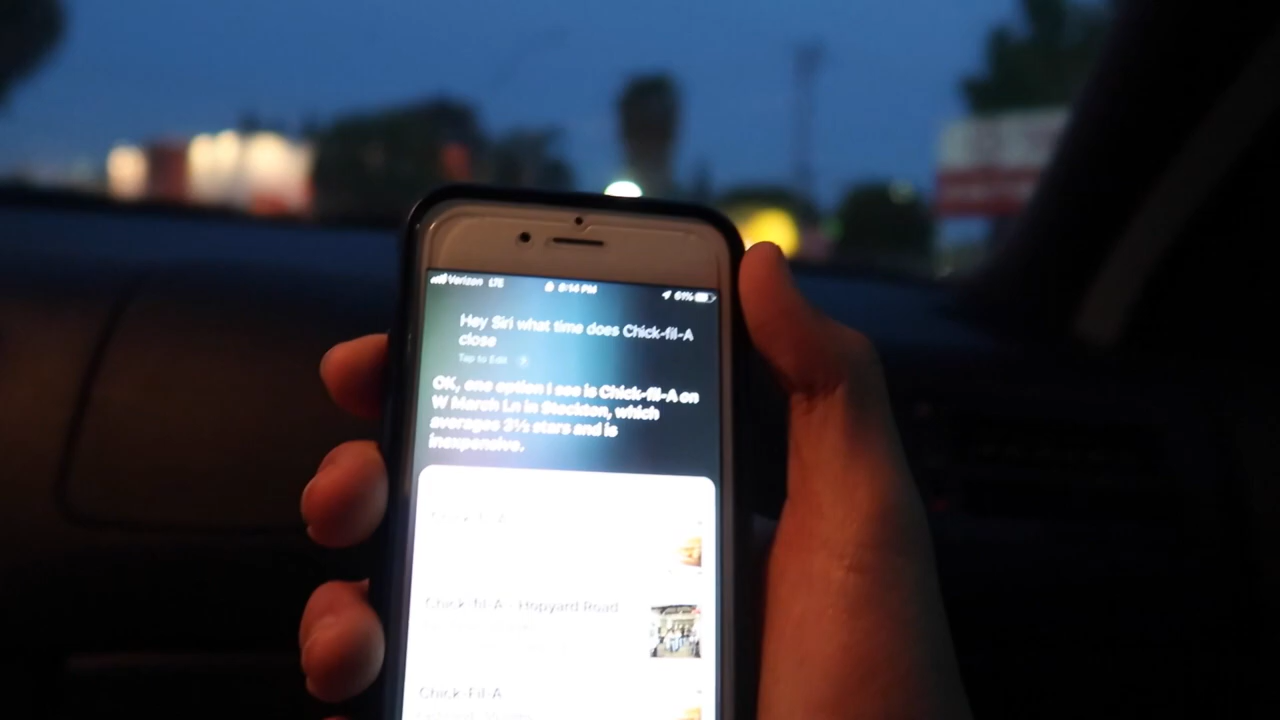 Verizon LTE
61%
Hey Siri what time does Chick-fil-A
close
Tap to Edit
OK, one option I see is Chick-fil-A on
W March Ln in Stockton, which
averages 3½ stars and is
inexpensive.
Chick-fil-A - Hopyard Road
Chick-Fil-A